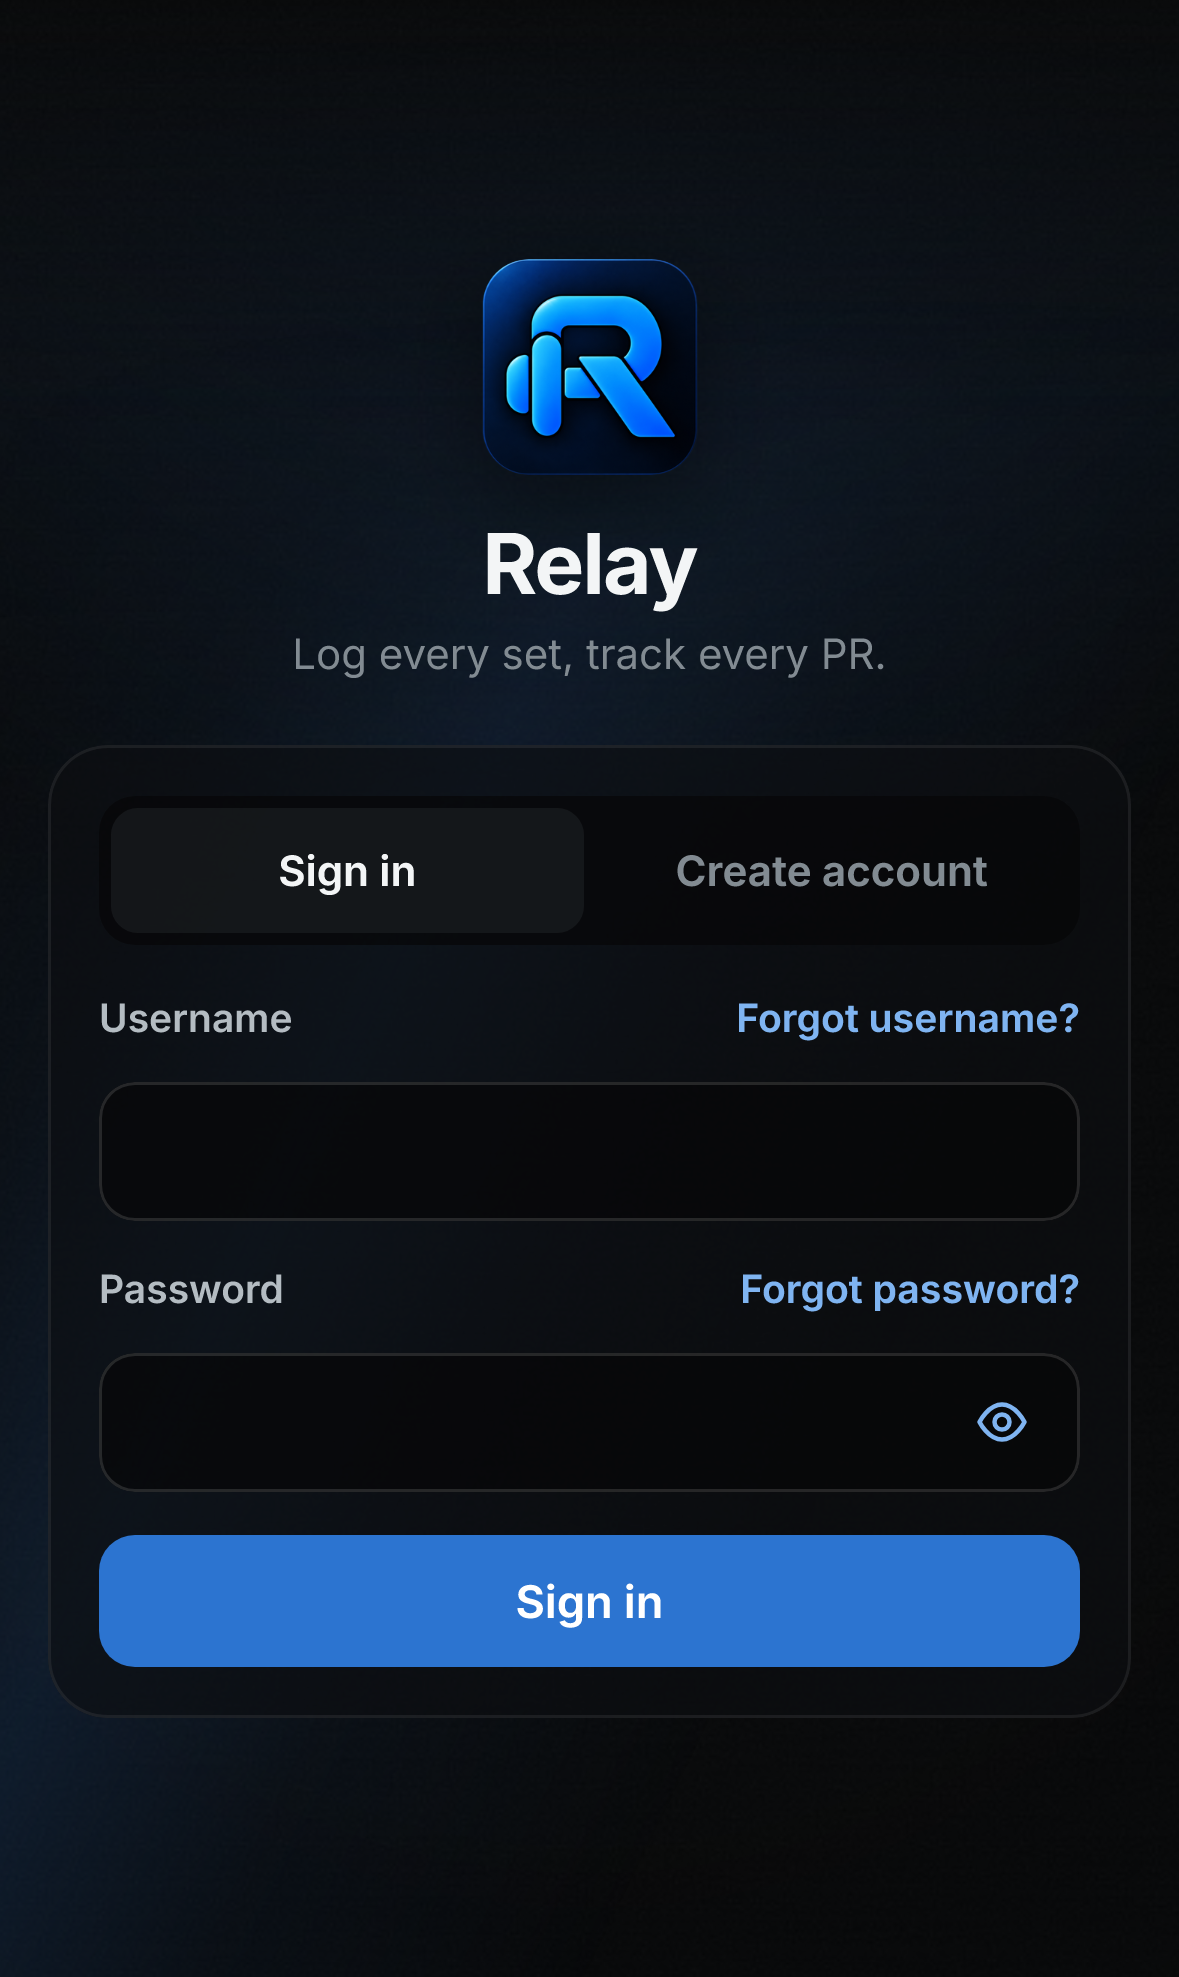 Relay
Log every set, track every PR.
Sign in
Create account
Username
Forgot username?
Password
Forgot password?
Sign in